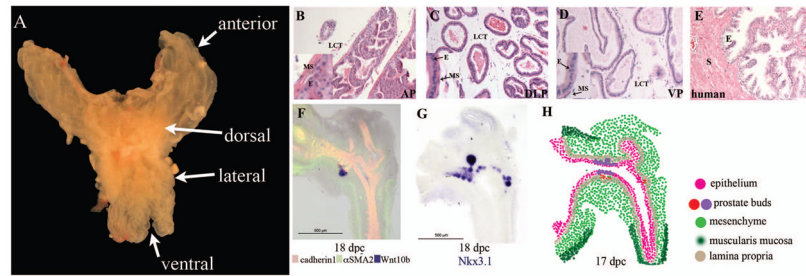 A
anterior
dorsal
lateral
ventral
B
LCT
MS
E
AP
C
LCT
E
MS
DLP
D
E
MS
LCT
VP
E
E
S
human
F
500 µm
18 dpc
cadherin1 αSMA2 Wnt10b
G
500 µm
18 dpc
Nkx3.1
H
17 dpc
epithelium
prostate buds
mesenchyme
muscularis mucosa
lamina propria